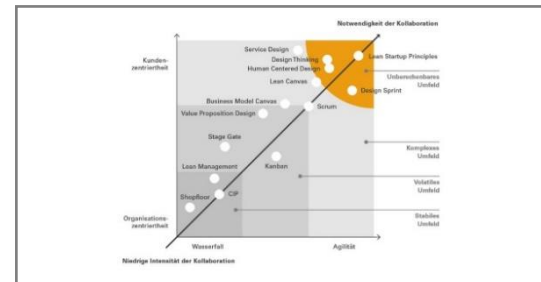 Notwendigkeit der Kollaboration
Kunden-
zentriertheit
Service Design
Design Thinking
Human Centered Design
Lean Startup Principles
Lean Canvas
Unberechenbares
Umfeld
Design Sprint
Business Model Canvas
Scrum
Value Proposition Design
Stage Gate
Komplexes
Umfeld
Lean Management
Kanban
Volatiles
Umfeld
Shopfloor
CIP
Organisations-
zentriertheit
Stabiles
Umfeld
Wasserfall
Agilität
Niedrige Intensität der Kollaboration